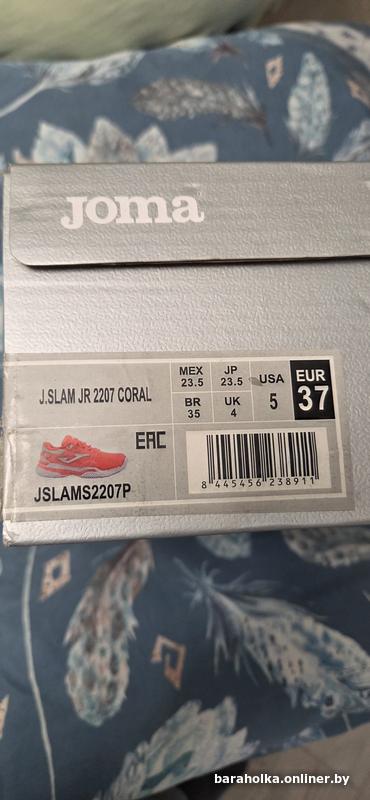 Joma
J.SLAM JR 2207 CORAL
MEX
23.5
JP
23.5
USA
5
EUR
37
BR
35
UK
4
EAC
JSLAMS2207P
8 445456 238911
baraholka.onliner.by